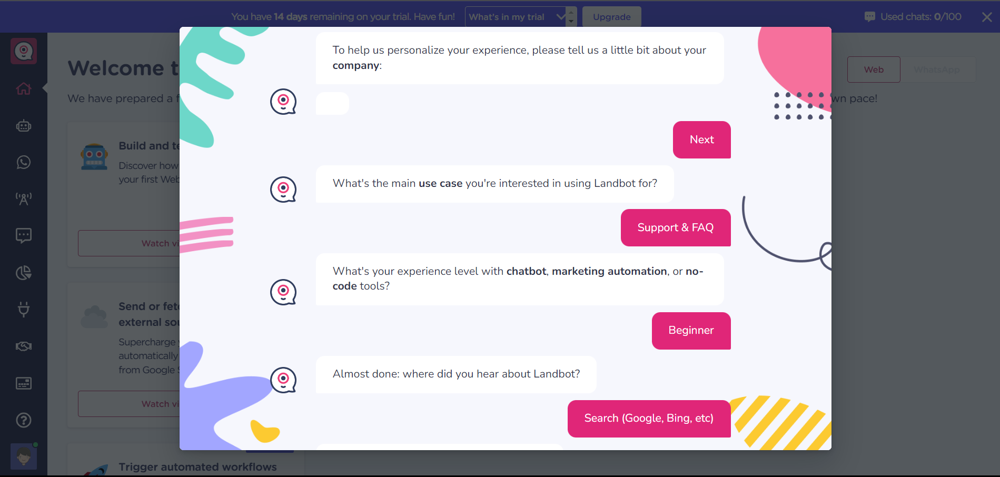 You have 14 days remaining on your trial. Have fun!
What's in my trial
Upgrade
Used chats: 0/100
Welcome t
Web
WhatsApp
We have prepared a f
wn pace!
Build and te
Discover how
your first Web
Watch vi
Send or fetc
external sou
Supercharge y
automatically
from Google S
Watch vi
Trigger automated workflows
To help us personalize your experience, please tell us a little bit about your
company:
Next
What's the main use case you're interested in using Landbot for?
Support & FAQ
What's your experience level with chatbot, marketing automation, or no-
code tools?
Beginner
Almost done: where did you hear about Landbot?
Search (Google, Bing, etc)